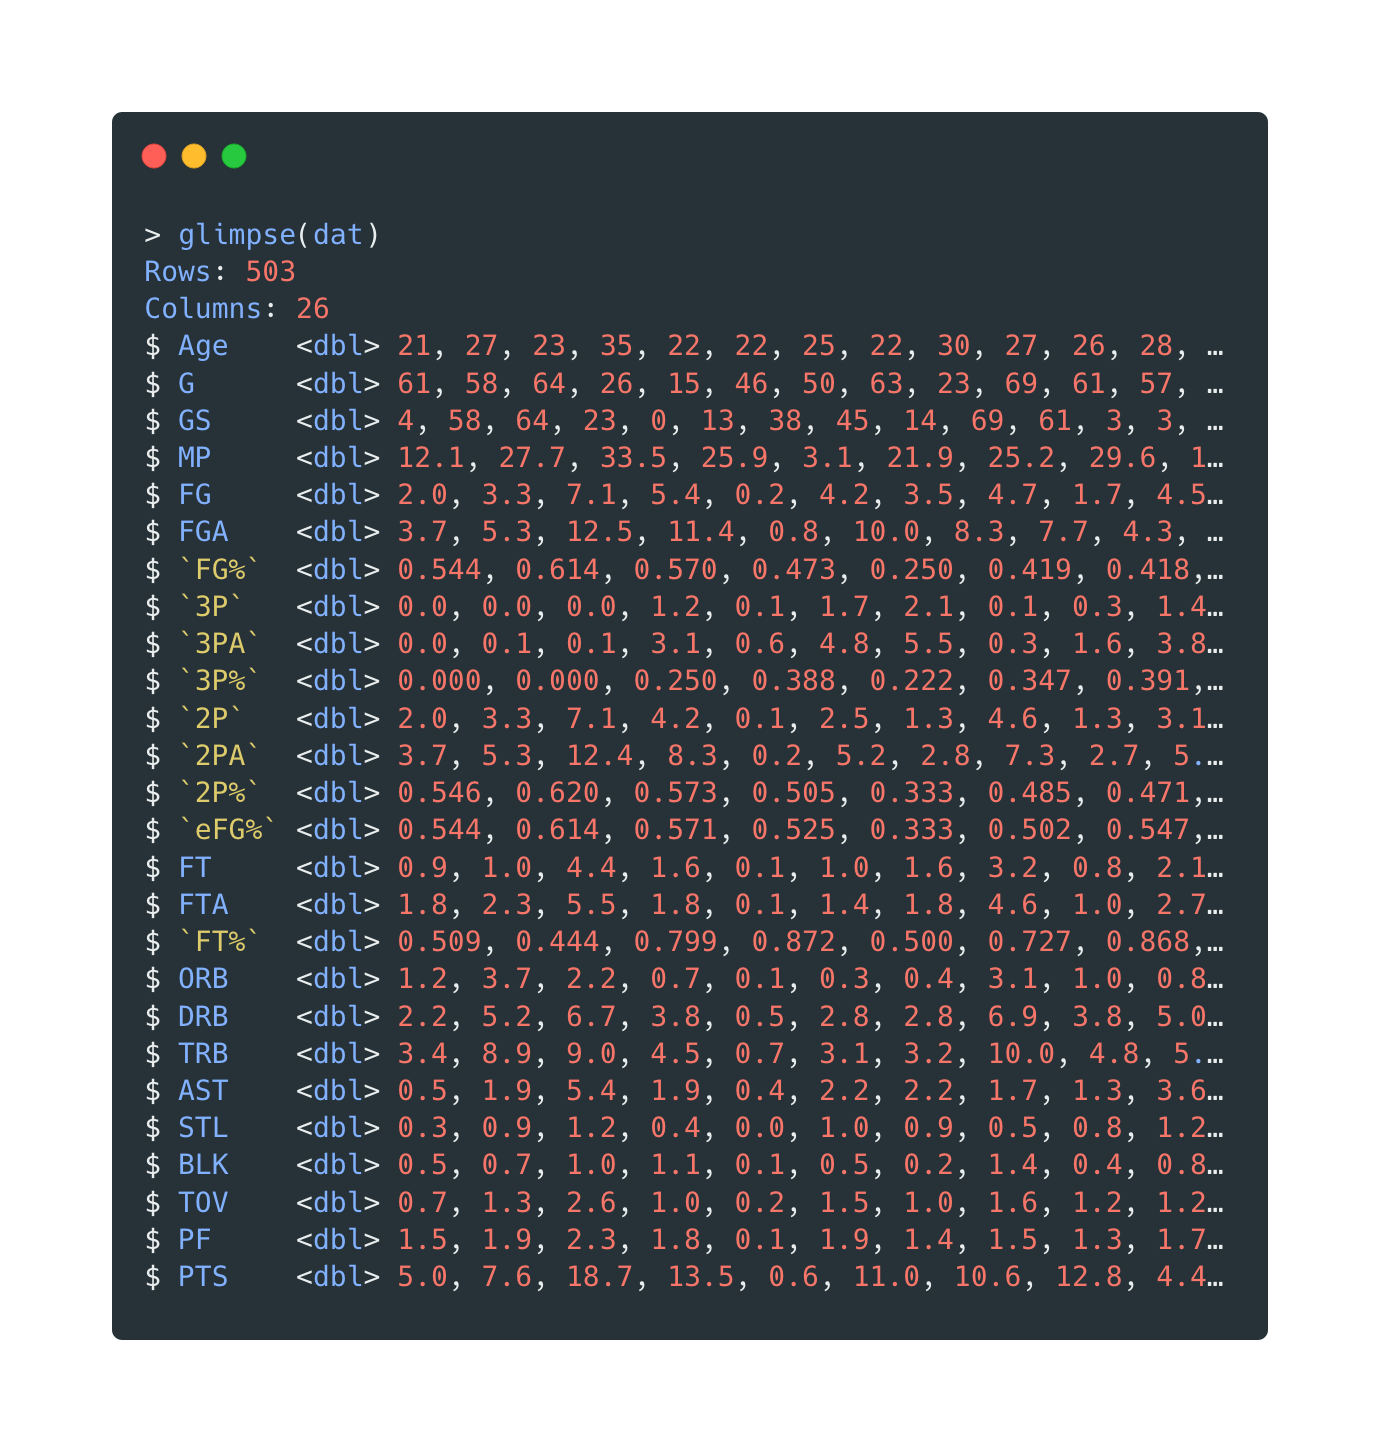 > glimpse(dat)
Rows: 503
Columns: 26
$ Age    <dbl> 21, 27, 23, 35, 22, 22, 25, 22, 30, 27, 26, 28, …
$ G      <dbl> 61, 58, 64, 26, 15, 46, 50, 63, 23, 69, 61, 57, …
$ GS     <dbl> 4, 58, 64, 23, 0, 13, 38, 45, 14, 69, 61, 3, 3, …
$ MP     <dbl> 12.1, 27.7, 33.5, 25.9, 3.1, 21.9, 25.2, 29.6, 1…
$ FG     <dbl> 2.0, 3.3, 7.1, 5.4, 0.2, 4.2, 3.5, 4.7, 1.7, 4.5…
$ FGA    <dbl> 3.7, 5.3, 12.5, 11.4, 0.8, 10.0, 8.3, 7.7, 4.3, …
$ `FG%`  <dbl> 0.544, 0.614, 0.570, 0.473, 0.250, 0.419, 0.418,…
$ `3P`   <dbl> 0.0, 0.0, 0.0, 1.2, 0.1, 1.7, 2.1, 0.1, 0.3, 1.4…
$ `3PA`  <dbl> 0.0, 0.1, 0.1, 3.1, 0.6, 4.8, 5.5, 0.3, 1.6, 3.8…
$ `3P%`  <dbl> 0.000, 0.000, 0.250, 0.388, 0.222, 0.347, 0.391,…
$ `2P`   <dbl> 2.0, 3.3, 7.1, 4.2, 0.1, 2.5, 1.3, 4.6, 1.3, 3.1…
$ `2PA`  <dbl> 3.7, 5.3, 12.4, 8.3, 0.2, 5.2, 2.8, 7.3, 2.7, 5.…
$ `2P%`  <dbl> 0.546, 0.620, 0.573, 0.505, 0.333, 0.485, 0.471,…
$ `eFG%` <dbl> 0.544, 0.614, 0.571, 0.525, 0.333, 0.502, 0.547,…
$ FT     <dbl> 0.9, 1.0, 4.4, 1.6, 0.1, 1.0, 1.6, 3.2, 0.8, 2.1…
$ FTA    <dbl> 1.8, 2.3, 5.5, 1.8, 0.1, 1.4, 1.8, 4.6, 1.0, 2.7…
$ `FT%`  <dbl> 0.509, 0.444, 0.799, 0.872, 0.500, 0.727, 0.868,…
$ ORB    <dbl> 1.2, 3.7, 2.2, 0.7, 0.1, 0.3, 0.4, 3.1, 1.0, 0.8…
$ DRB    <dbl> 2.2, 5.2, 6.7, 3.8, 0.5, 2.8, 2.8, 6.9, 3.8, 5.0…
$ TRB    <dbl> 3.4, 8.9, 9.0, 4.5, 0.7, 3.1, 3.2, 10.0, 4.8, 5.…
$ AST    <dbl> 0.5, 1.9, 5.4, 1.9, 0.4, 2.2, 2.2, 1.7, 1.3, 3.6…
$ STL    <dbl> 0.3, 0.9, 1.2, 0.4, 0.0, 1.0, 0.9, 0.5, 0.8, 1.2…
$ BLK    <dbl> 0.5, 0.7, 1.0, 1.1, 0.1, 0.5, 0.2, 1.4, 0.4, 0.8…
$ TOV    <dbl> 0.7, 1.3, 2.6, 1.0, 0.2, 1.5, 1.0, 1.6, 1.2, 1.2…
$ PF     <dbl> 1.5, 1.9, 2.3, 1.8, 0.1, 1.9, 1.4, 1.5, 1.3, 1.7…
$ PTS    <dbl> 5.0, 7.6, 18.7, 13.5, 0.6, 11.0, 10.6, 12.8, 4.4…